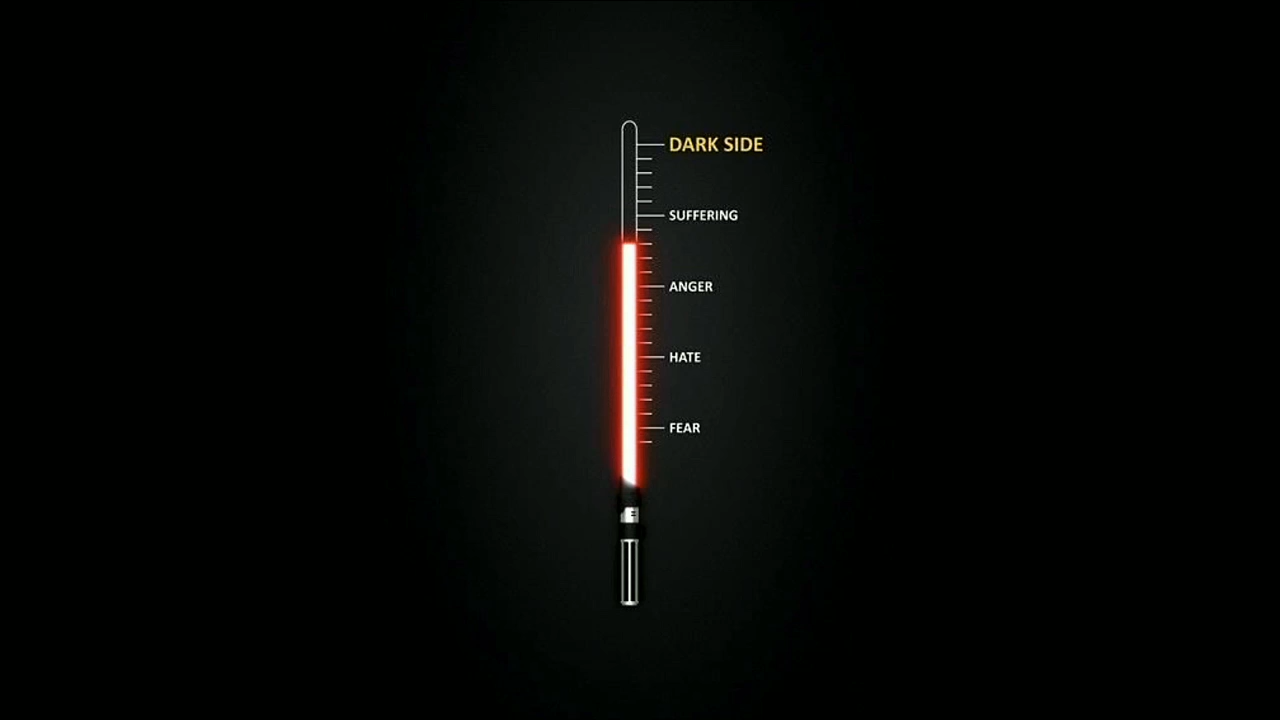 DARK SIDE
SUFFERING
ANGER
HATE
FEAR